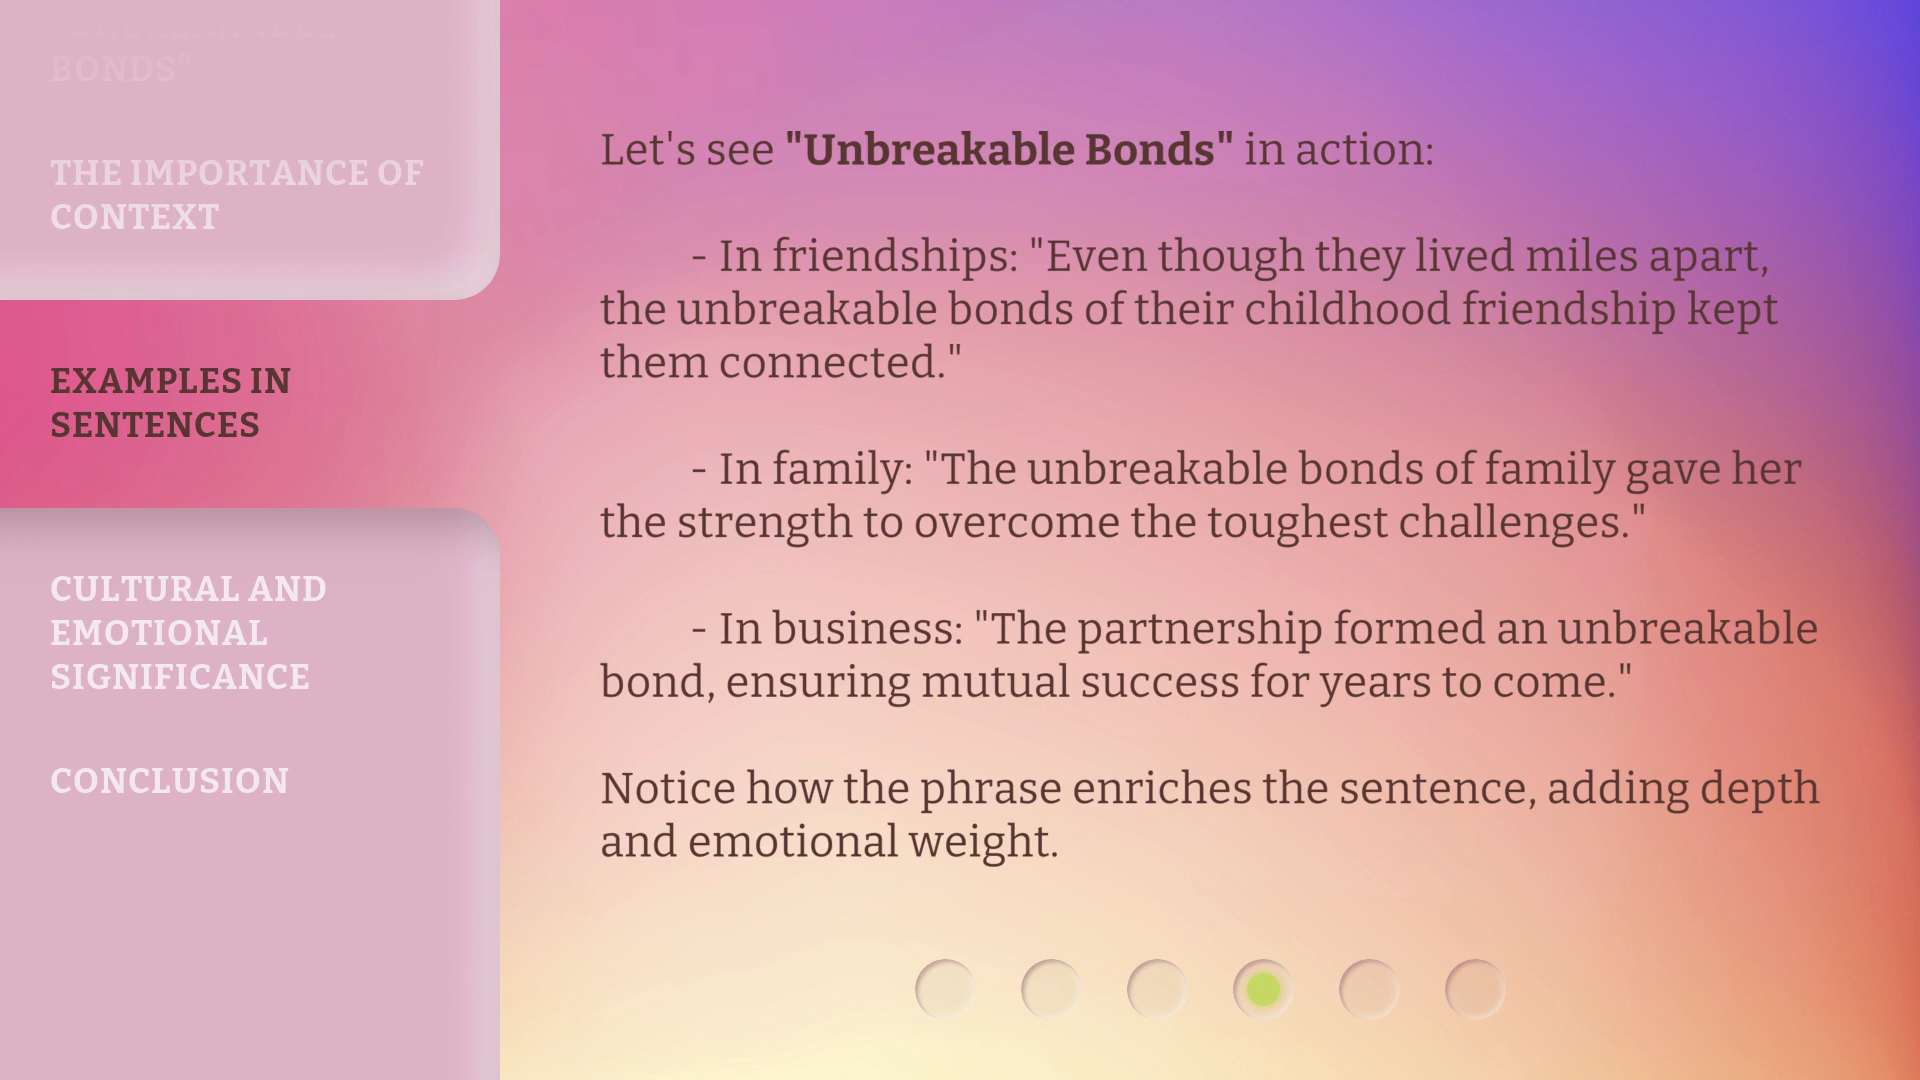 BONDS"
THE IMPORTANCE OF
CONTEXT
EXAMPLES IN
SENTENCES
CULTURAL AND
EMOTIONAL
SIGNIFICANCE
CONCLUSION
Let's see "Unbreakable Bonds" in action:
- In friendships: "Even though they lived miles apart,
the unbreakable bonds of their childhood friendship kept
them connected."
- In family: "The unbreakable bonds of family gave her
the strength to overcome the toughest challenges."
- In business: "The partnership formed an unbreakable
bond, ensuring mutual success for years to come."
Notice how the phrase enriches the sentence, adding depth
and emotional weight.